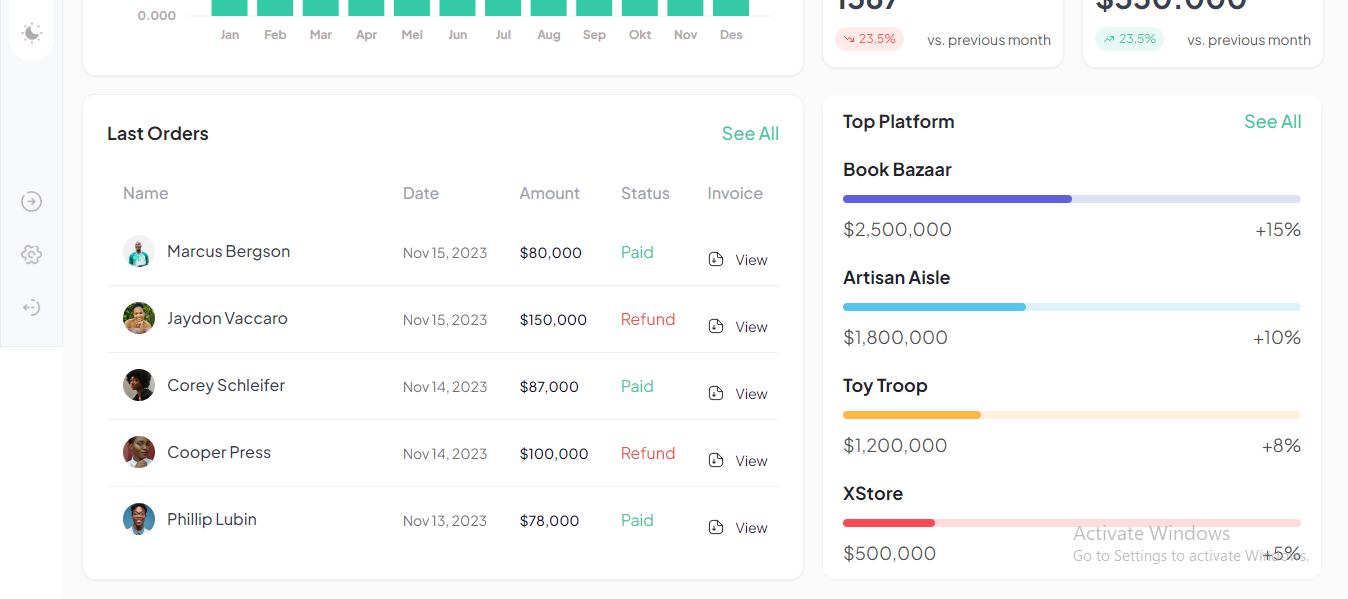 0.000
Jan Feb Mar Apr Mei Jun Jul Aug Sep Okt Nov Des
1567 $350.000
23,5% vs. previous month
23,5% vs. previous month
Last Orders See All
Name Date Amount Status Invoice
Marcus Bergson Nov 15, 2023 $80,000 Paid View
Jaydon Vaccaro Nov 15, 2023 $150,000 Refund View
Corey Schleifer Nov 14, 2023 $87,000 Paid View
Cooper Press Nov 14, 2023 $100,000 Refund View
Phillip Lubin Nov 13, 2023 $78,000 Paid View
Top Platform See All
Book Bazaar
$2,500,000 +15%
Artisan Aisle
$1,800,000 +10%
Toy Troop
$1,200,000 +8%
XStore
$500,000 +5%
Activate Windows
Go to Settings to activate Windows.